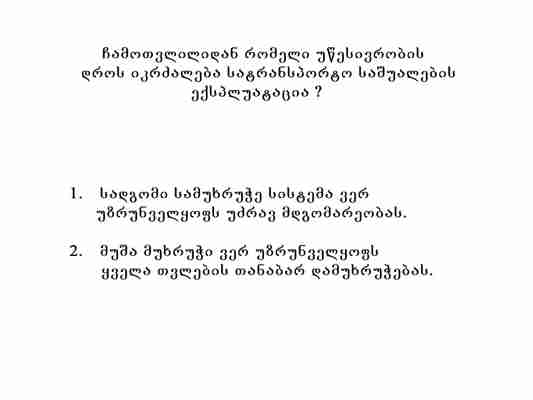 ჩამოთვლილიდან რომელი უწესივრობის
დროს იკრძალება სატრანსპორტო საშუალების
ექსპლუატაცია ?
1. სადგომი სამუხრუჭე სისტემა ვერ
უზრუნველყოფს უძრავ მდგომარეობას.
2. მუშა მუხრუჭი ვერ უზრუნველყოფს
ყველა თვლების თანაბარ დამუხრუჭებას.